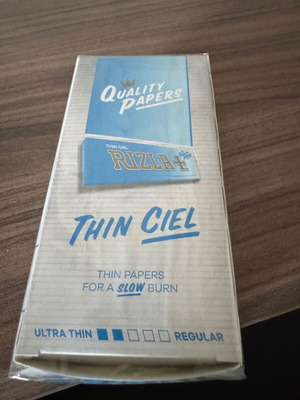 QUALITY
PAPERS
THIN CIEL
RIZLA+
THIN CIEL
THIN PAPERS
FOR A SLOW BURN
ULTRA THIN REGULAR